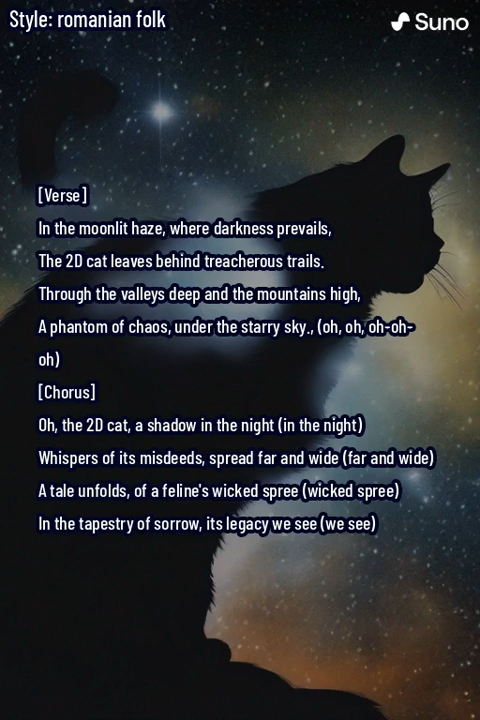 Style: romanian folk
Suno
[Verse]
In the moonlit haze, where darkness prevails,
The 2D cat leaves behind treacherous trails.
Through the valleys deep and the mountains high,
A phantom of chaos, under the starry sky., (oh, oh, oh-oh-
oh)
[Chorus]
Oh, the 2D cat, a shadow in the night (in the night)
Whispers of its misdeeds, spread far and wide (far and wide)
A tale unfolds, of a feline's wicked spree (wicked spree)
In the tapestry of sorrow, its legacy we see (we see)